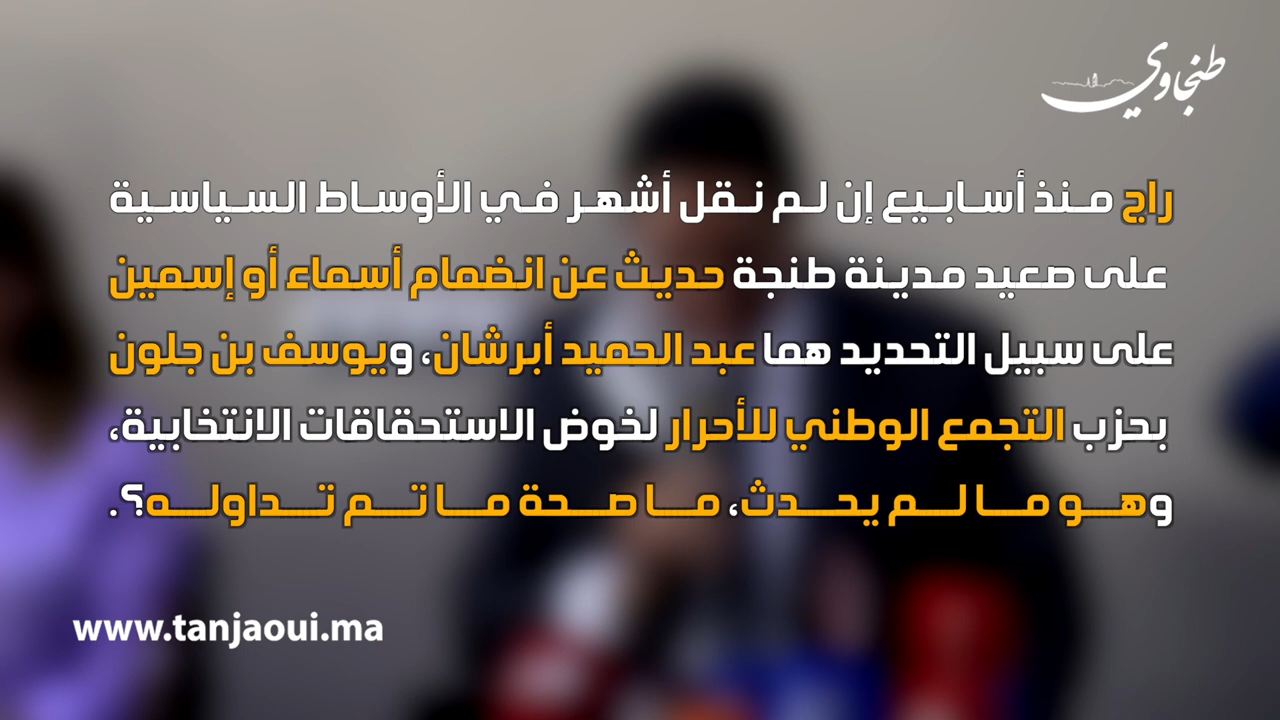 طنجاوي
راج منذ أسابيع إن لم نقل أشهر في الأوساط السياسية
على صعيد مدينة طنجة حديث عن انضمام أسماء أو إسمين
على سبيل التحديد هما عبد الحميد أبرشان، ويوسف بن جلون
بحزب التجمع الوطني للأحرار لخوض الاستحقاقات الانتخابية،
وهو ما لم يحدث، ما صحة ما تم تداوله؟.
www.tanjaoui.ma